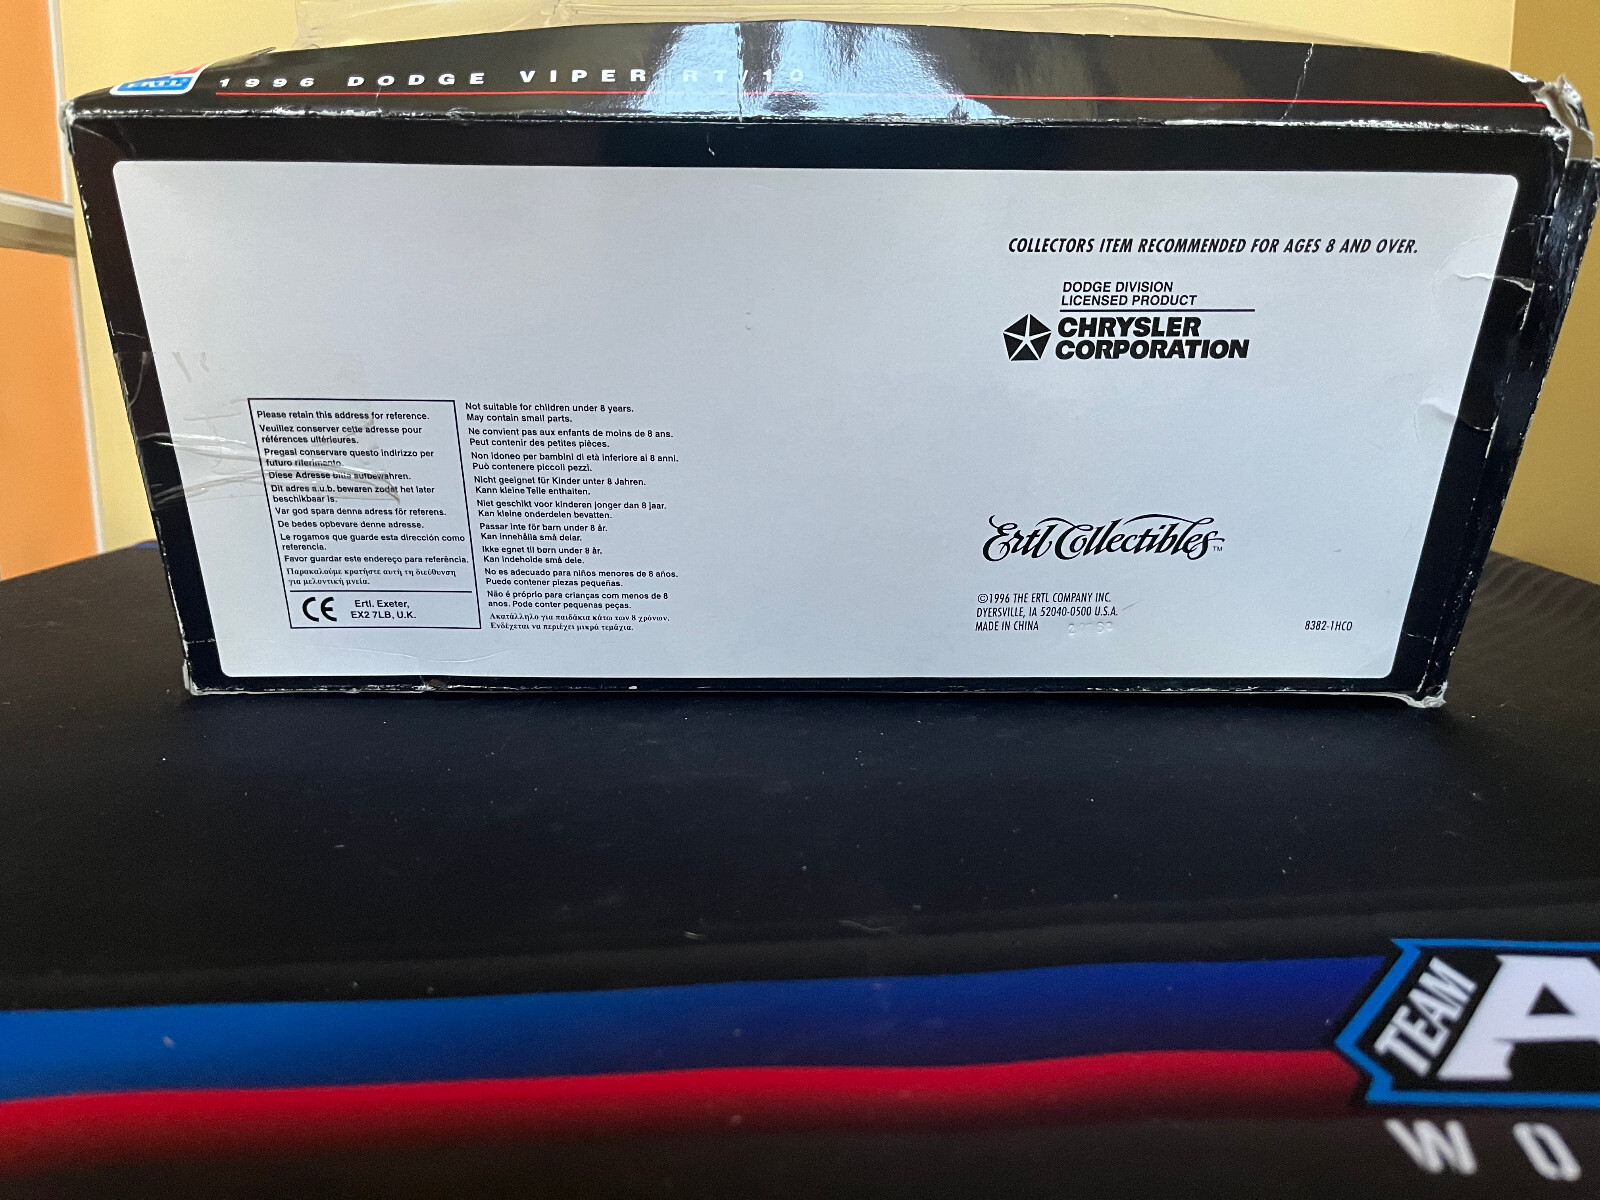 ERTL
1996 DODGE VIPER RT/10
COLLECTORS ITEM RECOMMENDED FOR AGES 8 AND OVER.
DODGE DIVISION
LICENSED PRODUCT
CHRYSLER
CORPORATION
Please retain this address for reference.
Veuillez conserver cette adresse pour
références ultérieures.
Pregasi conservare questo indirizzo per
futuro riferimento.
Diese Adresse bitte aufbewahren.
Dit adres a.u.b. bewaren zodat het later
beschikbaar is.
Var god spara denna adress för referens.
De bedes opbevare denne adresse.
Le rogamos que guarde esta dirección como
referencia.
Favor guardar este endereço para referência.
Παρακαλούμε κρατήστε αυτή τη διεύθυνση
για μελοντική μνεία.
CE
Ertl. Exeter,
EX2 7LB, U.K.
Not suitable for children under 8 years.
May contain small parts.
Ne convient pas aux enfants de moins de 8 ans.
Peut contenir des petites pièces.
Non idoneo per bambini di età inferiore ai 8 anni.
Può contenere piccoli pezzi.
Nicht geeignet für Kinder unter 8 Jahren.
Kann kleine Teile enthalten.
Niet geschikt voor kinderen jonger dan 8 jaar.
Kan kleine onderdelen bevatten.
Passar inte för barn under 8 år.
Kan innehålla små delar.
Ikke egnet til børn under 8 år.
Kan indeholde små dele.
No es adecuado para niños menores de 8 años.
Puede contener piezas pequeñas.
Não é próprio para crianças com menos de 8
anos. Pode conter pequenas peças.
Ακατάλληλο για παιδάκια κάτω των 8 χρόνων.
Ενδέχεται να περιέχει μικρά τεμάχια.
Ertl Collectibles™
©1996 THE ERTL COMPANY INC.
DYERSVILLE, IA 52040-0500 U.S.A.
MADE IN CHINA
8382-1HCO
TEAM
A
WO